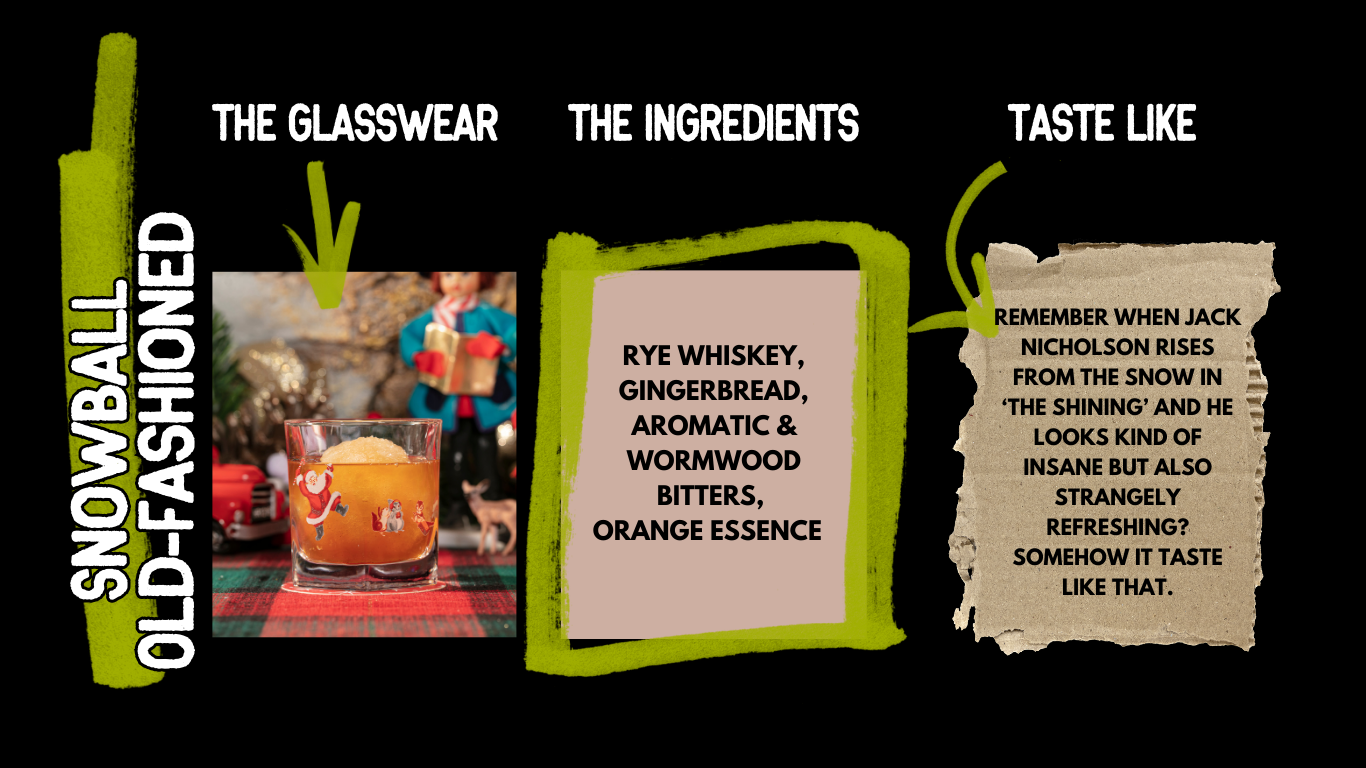 SNOWBALL
OLD-FASHIONED
THE GLASSWEAR
THE INGREDIENTS
RYE WHISKEY,
GINGERBREAD,
AROMATIC &
WORMWOOD
BITTERS,
ORANGE ESSENCE
TASTE LIKE
REMEMBER WHEN JACK
NICHOLSON RISES
FROM THE SNOW IN
‘THE SHINING’ AND HE
LOOKS KIND OF
INSANE BUT ALSO
STRANGELY
REFRESHING?
SOMEHOW IT TASTE
LIKE THAT.